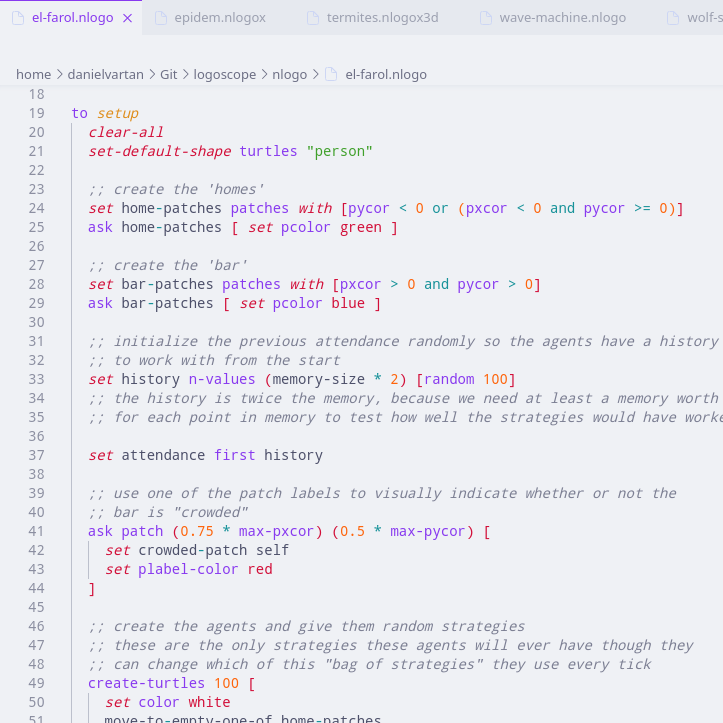 el-farol.nlogo × epidem.nlogox termites.nlogox3d wave-machine.nlogo wolf-s
home > danielvartan > Git > logoscope > nlogo > el-farol.nlogo
18
19 to setup
20 clear-all
21 set-default-shape turtles "person"
22
23 ;; create the 'homes'
24 set home-patches patches with [pycor < 0 or (pxcor < 0 and pycor >= 0)]
25 ask home-patches [ set pcolor green ]
26
27 ;; create the 'bar'
28 set bar-patches patches with [pxcor > 0 and pycor > 0]
29 ask bar-patches [ set pcolor blue ]
30
31 ;; initialize the previous attendance randomly so the agents have a history
32 ;; to work with from the start
33 set history n-values (memory-size * 2) [random 100]
34 ;; the history is twice the memory, because we need at least a memory worth
35 ;; for each point in memory to test how well the strategies would have worke
36
37 set attendance first history
38
39 ;; use one of the patch labels to visually indicate whether or not the
40 ;; bar is "crowded"
41 ask patch (0.75 * max-pxcor) (0.5 * max-pycor) [
42 set crowded-patch self
43 set plabel-color red
44 ]
45
46 ;; create the agents and give them random strategies
47 ;; these are the only strategies these agents will ever have though they
48 ;; can change which of this "bag of strategies" they use every tick
49 create-turtles 100 [
50 set color white
51 move-to-empty-one-of home-patches